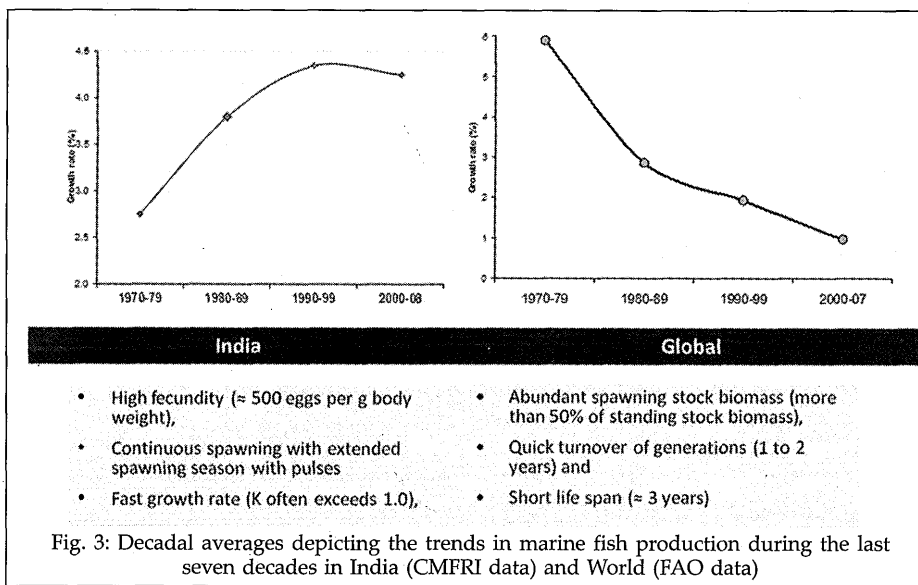 4.5
4.0
3.5
3.0
2.5
2.0
Growth rate (%)
1970-79
1980-89
1990-99
2000-08
6
5
4
3
2
1
0
Growth rate (%)
1970-79
1980-89
1990-99
2000-07
India
Global
• High fecundity (≈ 500 eggs per g body
weight),
• Continuous spawning with extended
spawning season with pulses
• Fast growth rate (K often exceeds 1.0),
• Abundant spawning stock biomass (more
than 50% of standing stock biomass),
• Quick turnover of generations (1 to 2
years) and
• Short life span (≈ 3 years)
Fig. 3: Decadal averages depicting the trends in marine fish production during the last
seven decades in India (CMFRI data) and World (FAO data)